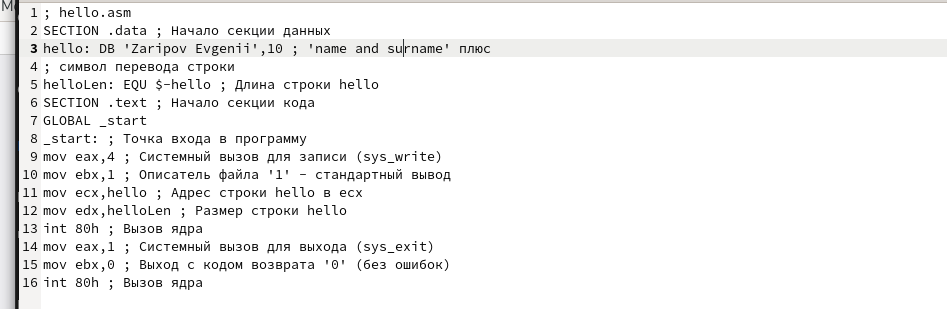 1 ; hello.asm
2 SECTION .data ; Начало секции данных
3 hello: DB 'Zaripov Evgenii',10 ; 'name and surname' плюс
4 ; символ перевода строки
5 helloLen: EQU $-hello ; Длина строки hello
6 SECTION .text ; Начало секции кода
7 GLOBAL _start
8 _start: ; Точка входа в программу
9 mov eax,4 ; Системный вызов для записи (sys_write)
10 mov ebx,1 ; Описатель файла '1' - стандартный вывод
11 mov ecx,hello ; Адрес строки hello в ecx
12 mov edx,helloLen ; Размер строки hello
13 int 80h ; Вызов ядра
14 mov eax,1 ; Системный вызов для выхода (sys_exit)
15 mov ebx,0 ; Выход с кодом возврата '0' (без ошибок)
16 int 80h ; Вызов ядра